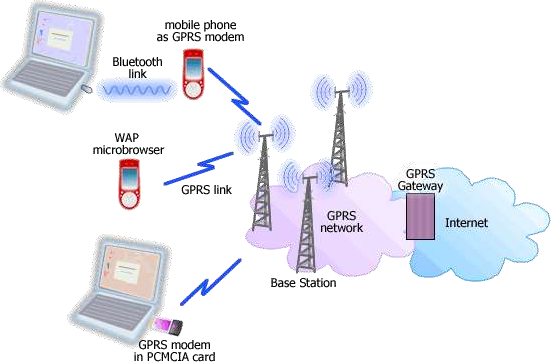 mobile phone
as GPRS modem
Bluetooth
link
WAP
microbrowser
GPRS link
GPRS
Gateway
GPRS
network
Internet
Base Station
GPRS modem
in PCMCIA card